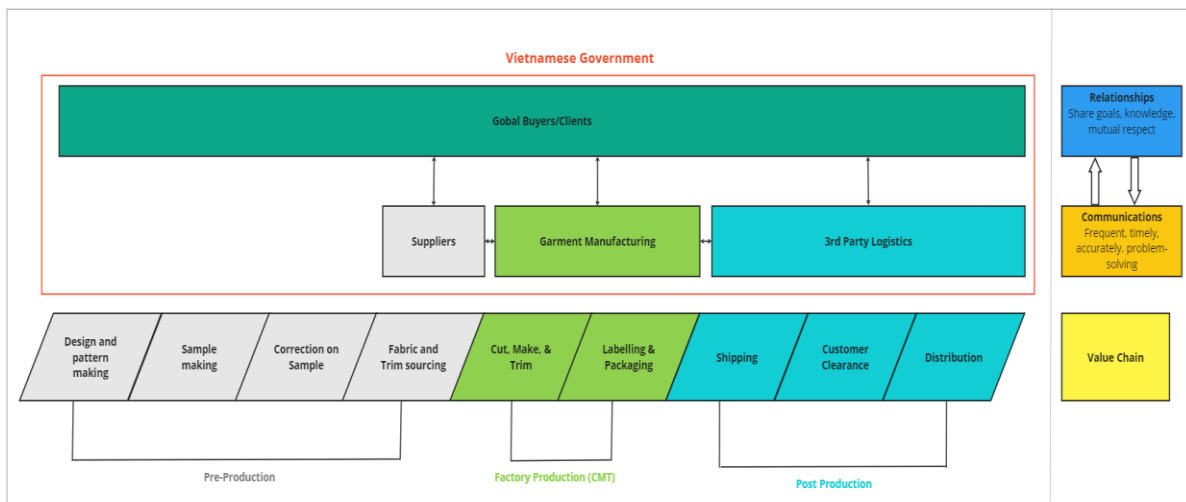 Vietnamese Government
Gobal Buyers/Clients
Relationships
Share goals, knowledge,
mutual respect
Suppliers
Garment Manufacturing
3rd Party Logistics
Communications
Frequent, timely,
accurately, problem-
solving
Design and
pattern
making
Sample
making
Correction on
Sample
Fabric and
Trim sourcing
Cut, Make, &
Trim
Labelling &
Packaging
Shipping
Customer
Clearance
Distribution
Value Chain
Pre-Production
Factory Production (CMT)
Post Production